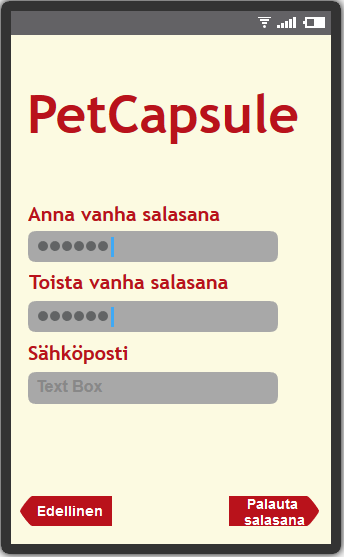 PetCapsule
Anna vanha salasana
●●●●●●
Toista vanha salasana
●●●●●●
Sähköposti
Text Box
Edellinen
Palauta
salasana